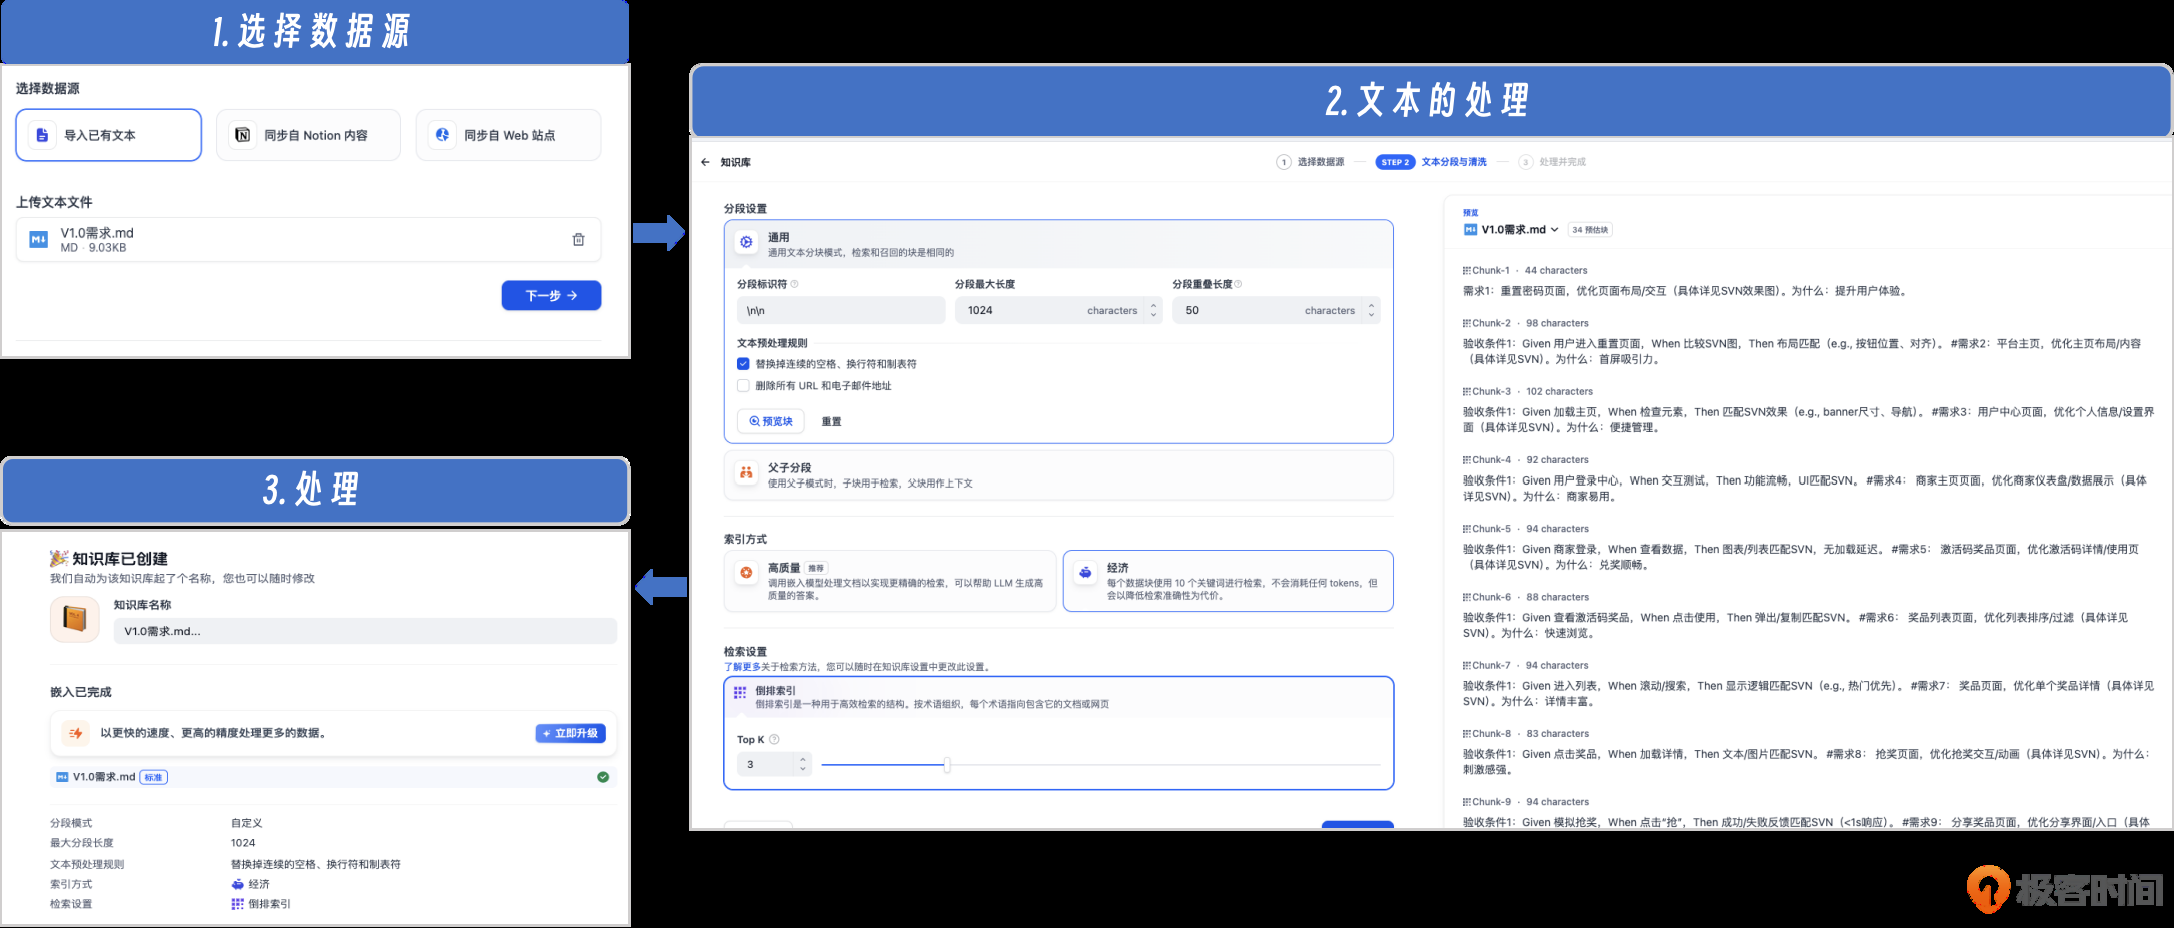 1.选择数据源
选择数据源
导入已有文本
同步自 Notion 内容
同步自 Web 站点
上传文本文件
V1.0需求.md
MD · 9.03KB
下一步 →
2.文本的处理
← 知识库
1 选择数据源
STEP 2 文本分段与清洗
3 处理并完成
分段设置
通用
通用文本分块模式，检索和召回的块是相同的
分段标识符
分段最大长度
分段重叠长度
\n\n
1024 characters
50 characters
文本预处理规则
替换掉连续的空格、换行符和制表符
删除所有 URL 和电子邮件地址
预览块
重置
父子分段
使用父子模式时，子块用于检索，父块用作上下文
索引方式
高质量 推荐
调用嵌入模型处理文档以实现更精确的检索，可以帮助 LLM 生成高
质量的答案。
经济
每个数据块使用 10 个关键词进行检索，不会消耗任何 tokens，但
会以降低检索准确性为代价。
检索设置
了解更多关于检索方法，您可以随时在知识库设置中更改此设置。
倒排索引
倒排索引是一种用于高效检索的结构。按术语组织，每个术语指向包含它的文档或网页
Top K
3
预览
V1.0需求.md 34 预估块
Chunk-1 · 44 characters
需求1：重置密码页面，优化页面布局/交互（具体详见SVN效果图）。为什么：提升用户体验。
Chunk-2 · 98 characters
验收条件1：Given 用户进入重置页面，When 比较SVN图，Then 布局匹配（e.g., 按钮位置、对齐）。 #需求2：平台主页，优化主页布局/内容
（具体详见SVN）。为什么：首屏吸引力。
Chunk-3 · 102 characters
验收条件1：Given 加载主页，When 检查元素，Then 匹配SVN效果（e.g., banner尺寸、导航）。 #需求3：用户中心页面，优化个人信息/设置界
面（具体详见SVN）。为什么：便捷管理。
Chunk-4 · 92 characters
验收条件1：Given 用户登录中心，When 交互测试，Then 功能流畅，UI匹配SVN。 #需求4： 商家主页页面，优化商家仪表盘/数据展示（具体
详见SVN）。为什么：商家易用。
Chunk-5 · 94 characters
验收条件1：Given 商家登录，When 查看数据，Then 图表/列表匹配SVN，无加载延迟。 #需求5： 激活码奖品页面，优化激活码详情/使用页
（具体详见SVN）。为什么：兑奖顺畅。
Chunk-6 · 88 characters
验收条件1：Given 查看激活码奖品，When 点击使用，Then 弹出/复制匹配SVN。 #需求6： 奖品列表页面，优化列表排序/过滤（具体详见
SVN）。为什么：快速浏览。
Chunk-7 · 94 characters
验收条件1：Given 进入列表，When 滚动/搜索，Then 显示逻辑匹配SVN（e.g., 热门优先）。 #需求7： 奖品页面，优化单个奖品详情（具体详见
SVN）。为什么：详情丰富。
Chunk-8 · 83 characters
验收条件1：Given 点击奖品，When 加载详情，Then 文本/图片匹配SVN。 #需求8： 抢奖页面，优化抢奖交互/动画（具体详见SVN）。为什么：
刺激感强。
Chunk-9 · 94 characters
验收条件1：Given 模拟抢奖，When 点击“抢”，Then 成功/失败反馈匹配SVN（<1s响应）。 #需求9： 分享奖品页面，优化分享界面/入口（具体
3.处理
知识库已创建
我们自动为该知识库起了个名称，您也可以随时修改
知识库名称
V1.0需求.md...
嵌入已完成
以更快的速度、更高的精度处理更多的数据。
立即升级
V1.0需求.md 标准
分段模式 自定义
最大分段长度 1024
文本预处理规则 替换掉连续的空格、换行符和制表符
索引方式 经济
检索设置 倒排索引
极客时间